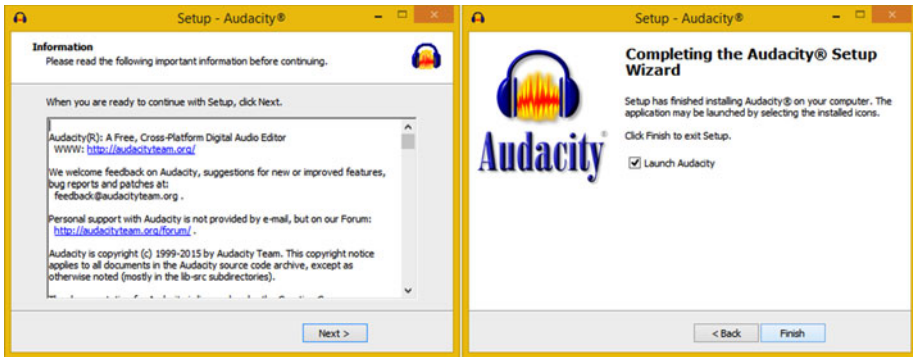 Setup - Audacity®
Information
Please read the following important information before continuing.
When you are ready to continue with Setup, click Next.
Audacity(R): A Free, Cross-Platform Digital Audio Editor
WWW: http://audacityteam.org/
We welcome feedback on Audacity, suggestions for new or improved features,
bug reports and patches at:
feedback@audacityteam.org .
Personal support with Audacity is not provided by e-mail, but on our Forum:
http://audacityteam.org/forum/ .
Audacity is copyright (c) 1999-2015 by Audacity Team. This copyright notice
applies to all documents in the Audacity source code archive, except as
otherwise noted (mostly in the lib-src subdirectories).
Next >
Setup - Audacity®
Completing the Audacity® Setup
Wizard
Setup has finished installing Audacity® on your computer. The
application may be launched by selecting the installed icons.
Click Finish to exit Setup.
Launch Audacity
Audacity®
< Back
Finish